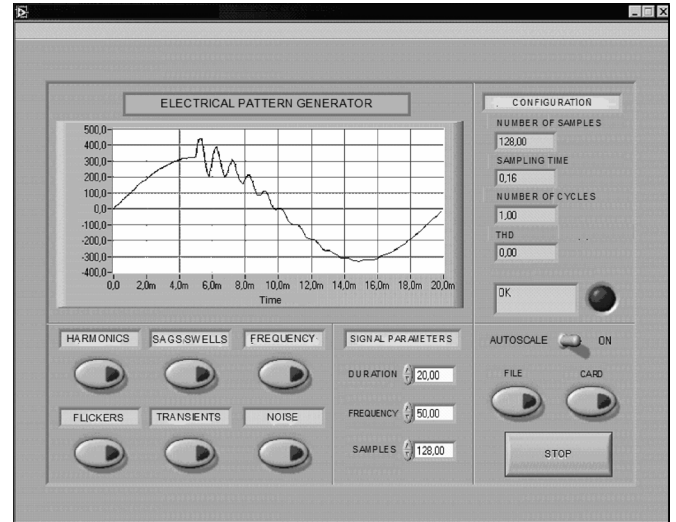 ELECTRICAL PATTERN GENERATOR
500,0
400,0
300,0
200,0
100,0
0,0
-100,0
-200,0
-300,0
-400,0
0,0 2,0m 4,0m 6,0m 8,0m 10,0m 12,0m 14,0m 16,0m 18,0m 20,0m
Time
CONFIGURATION
NUMBER OF SAMPLES
128,00
SAMPLING TIME
0,16
NUMBER OF CYCLES
1,00
THD
0,00
OK
HARMONICS SAGS/SWELLS FREQUENCY
FLICKERS TRANSIENTS NOISE
SIGNAL PARAMETERS
DURATION 20,00
FREQUENCY 50,00
SAMPLES 128,00
AUTOSCALE ON
FILE CARD
STOP